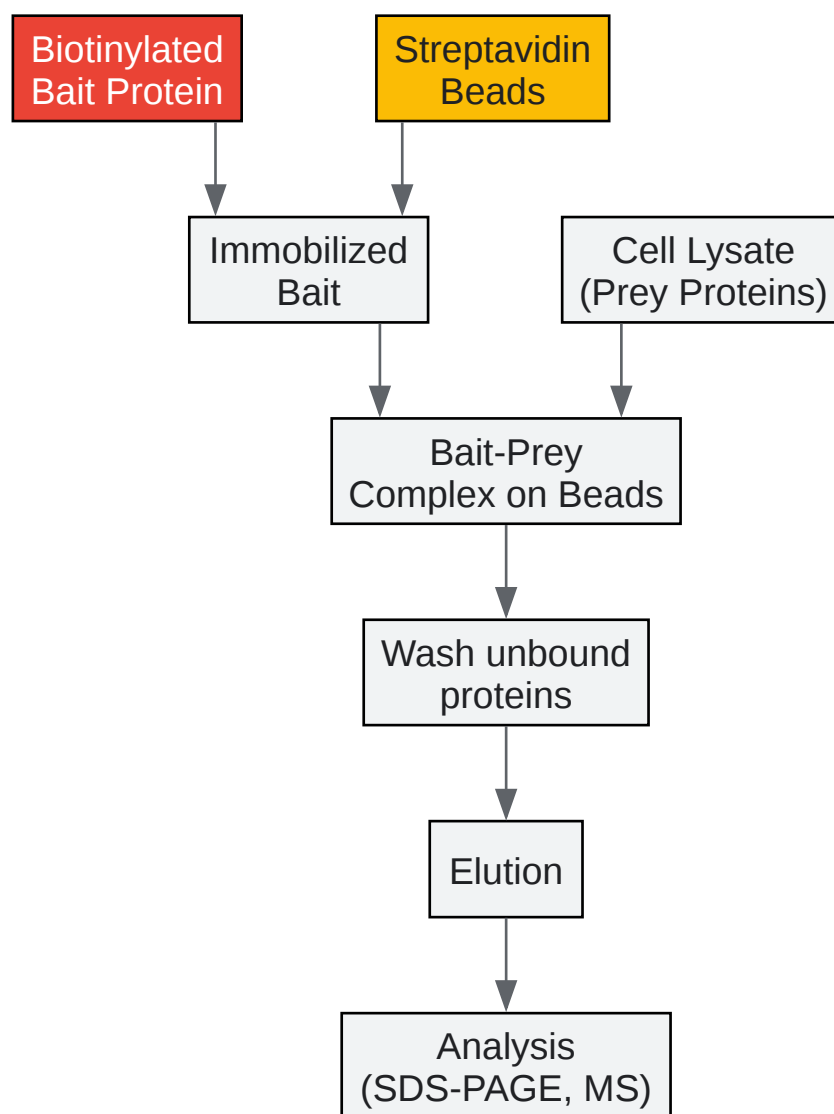 Biotinylated
Bait Protein
Streptavidin
Beads
Immobilized
Bait
Cell Lysate
(Prey Proteins)
Bait-Prey
Complex on Beads
Wash unbound
proteins
Elution
Analysis
(SDS-PAGE, MS)